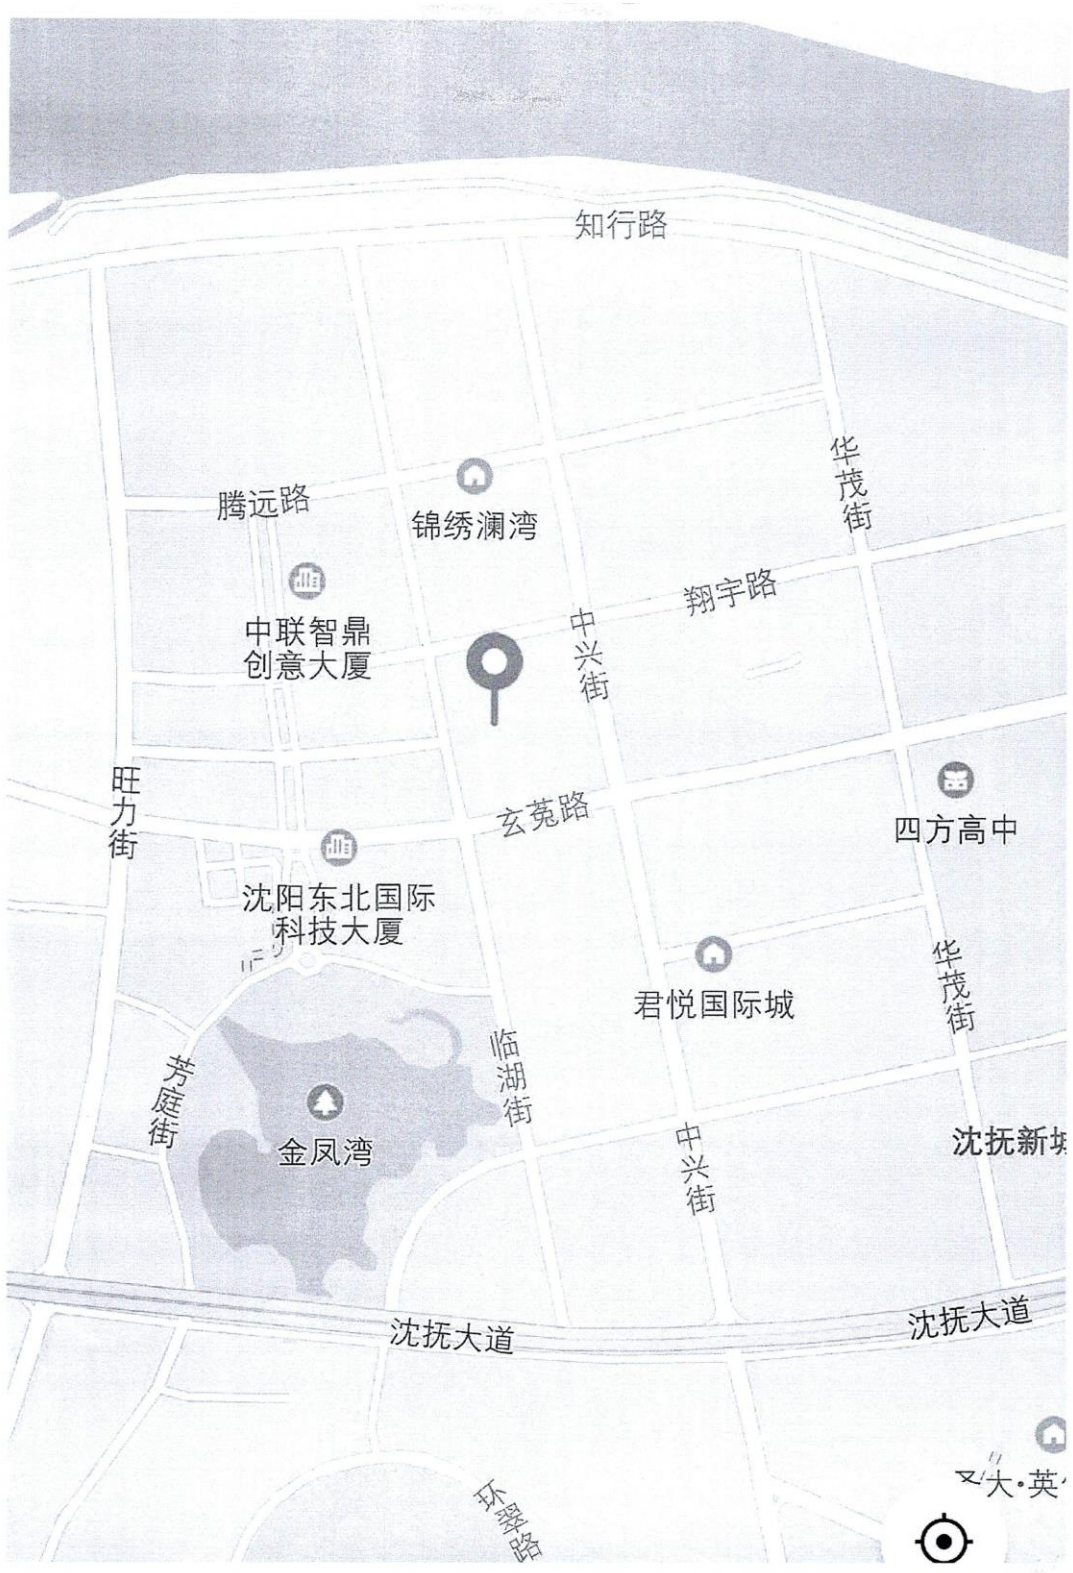 知行路
华茂街
腾远路
锦绣澜湾
中联智鼎
创意大厦
翔宇路
中兴街
旺力街
玄菟路
四方高中
沈阳东北国际
科技大厦
君悦国际城
华茂街
临湖街
芳庭街
金凤湾
中兴街
沈抚新城
沈抚大道
沈抚大道
大·英
环翠路